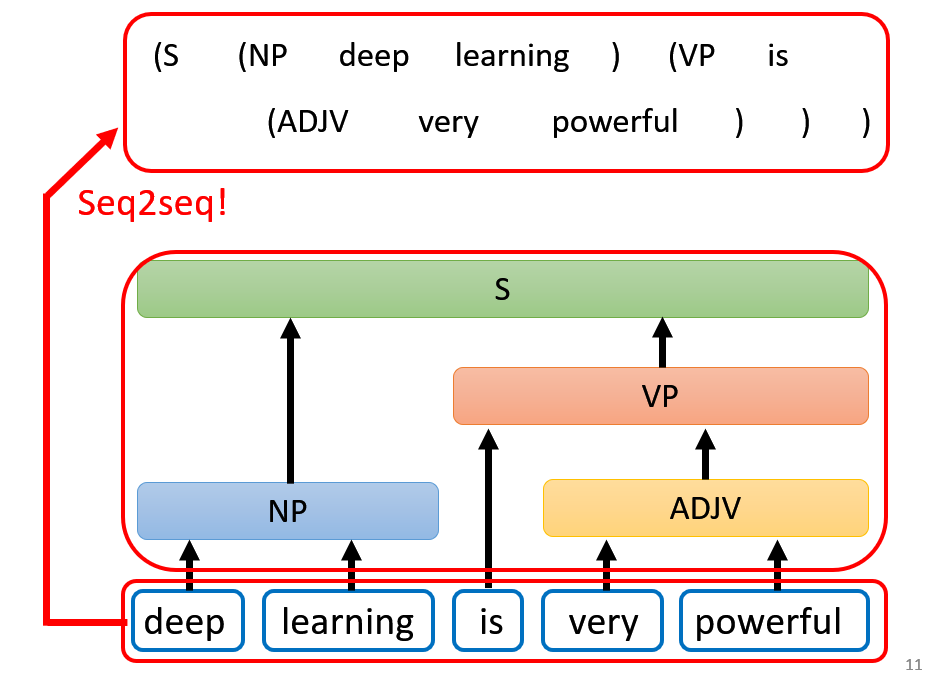 (S (NP deep learning ) (VP is
(ADJV very powerful ) ) )
Seq2seq!
S
VP
NP
ADJV
deep learning is very powerful
11